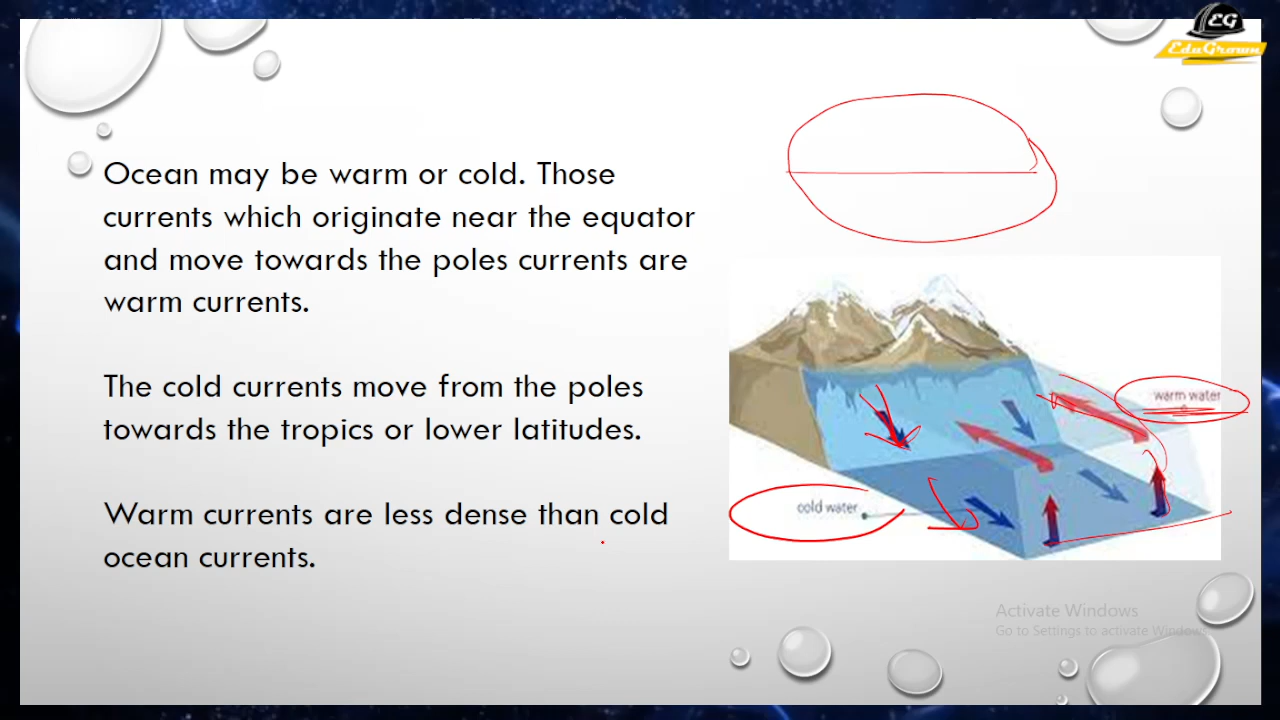 EG
EduGrown
Ocean may be warm or cold. Those
currents which originate near the equator
and move towards the poles currents are
warm currents.
The cold currents move from the poles
towards the tropics or lower latitudes.
Warm currents are less dense than cold
ocean currents.
warm water
cold water
Activate Windows
Go to Settings to activate Windows.